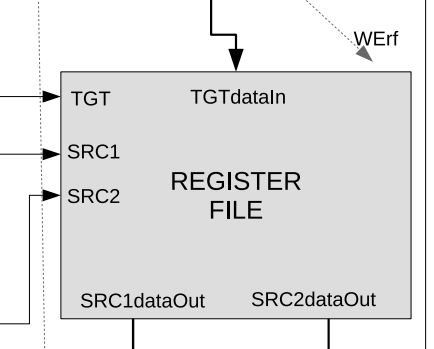 WErf
TGT
TGTdataIn
SRC1
SRC2
REGISTER
FILE
SRC1dataOut
SRC2dataOut